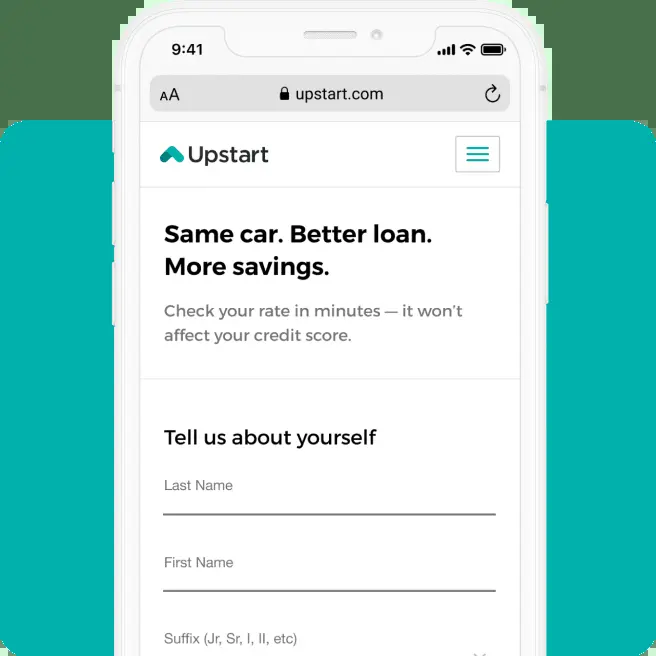 9:41
AA upstart.com
Upstart
Same car. Better loan.
More savings.
Check your rate in minutes — it won't
affect your credit score.
Tell us about yourself
Last Name
First Name
Suffix (Jr, Sr, I, II, etc)